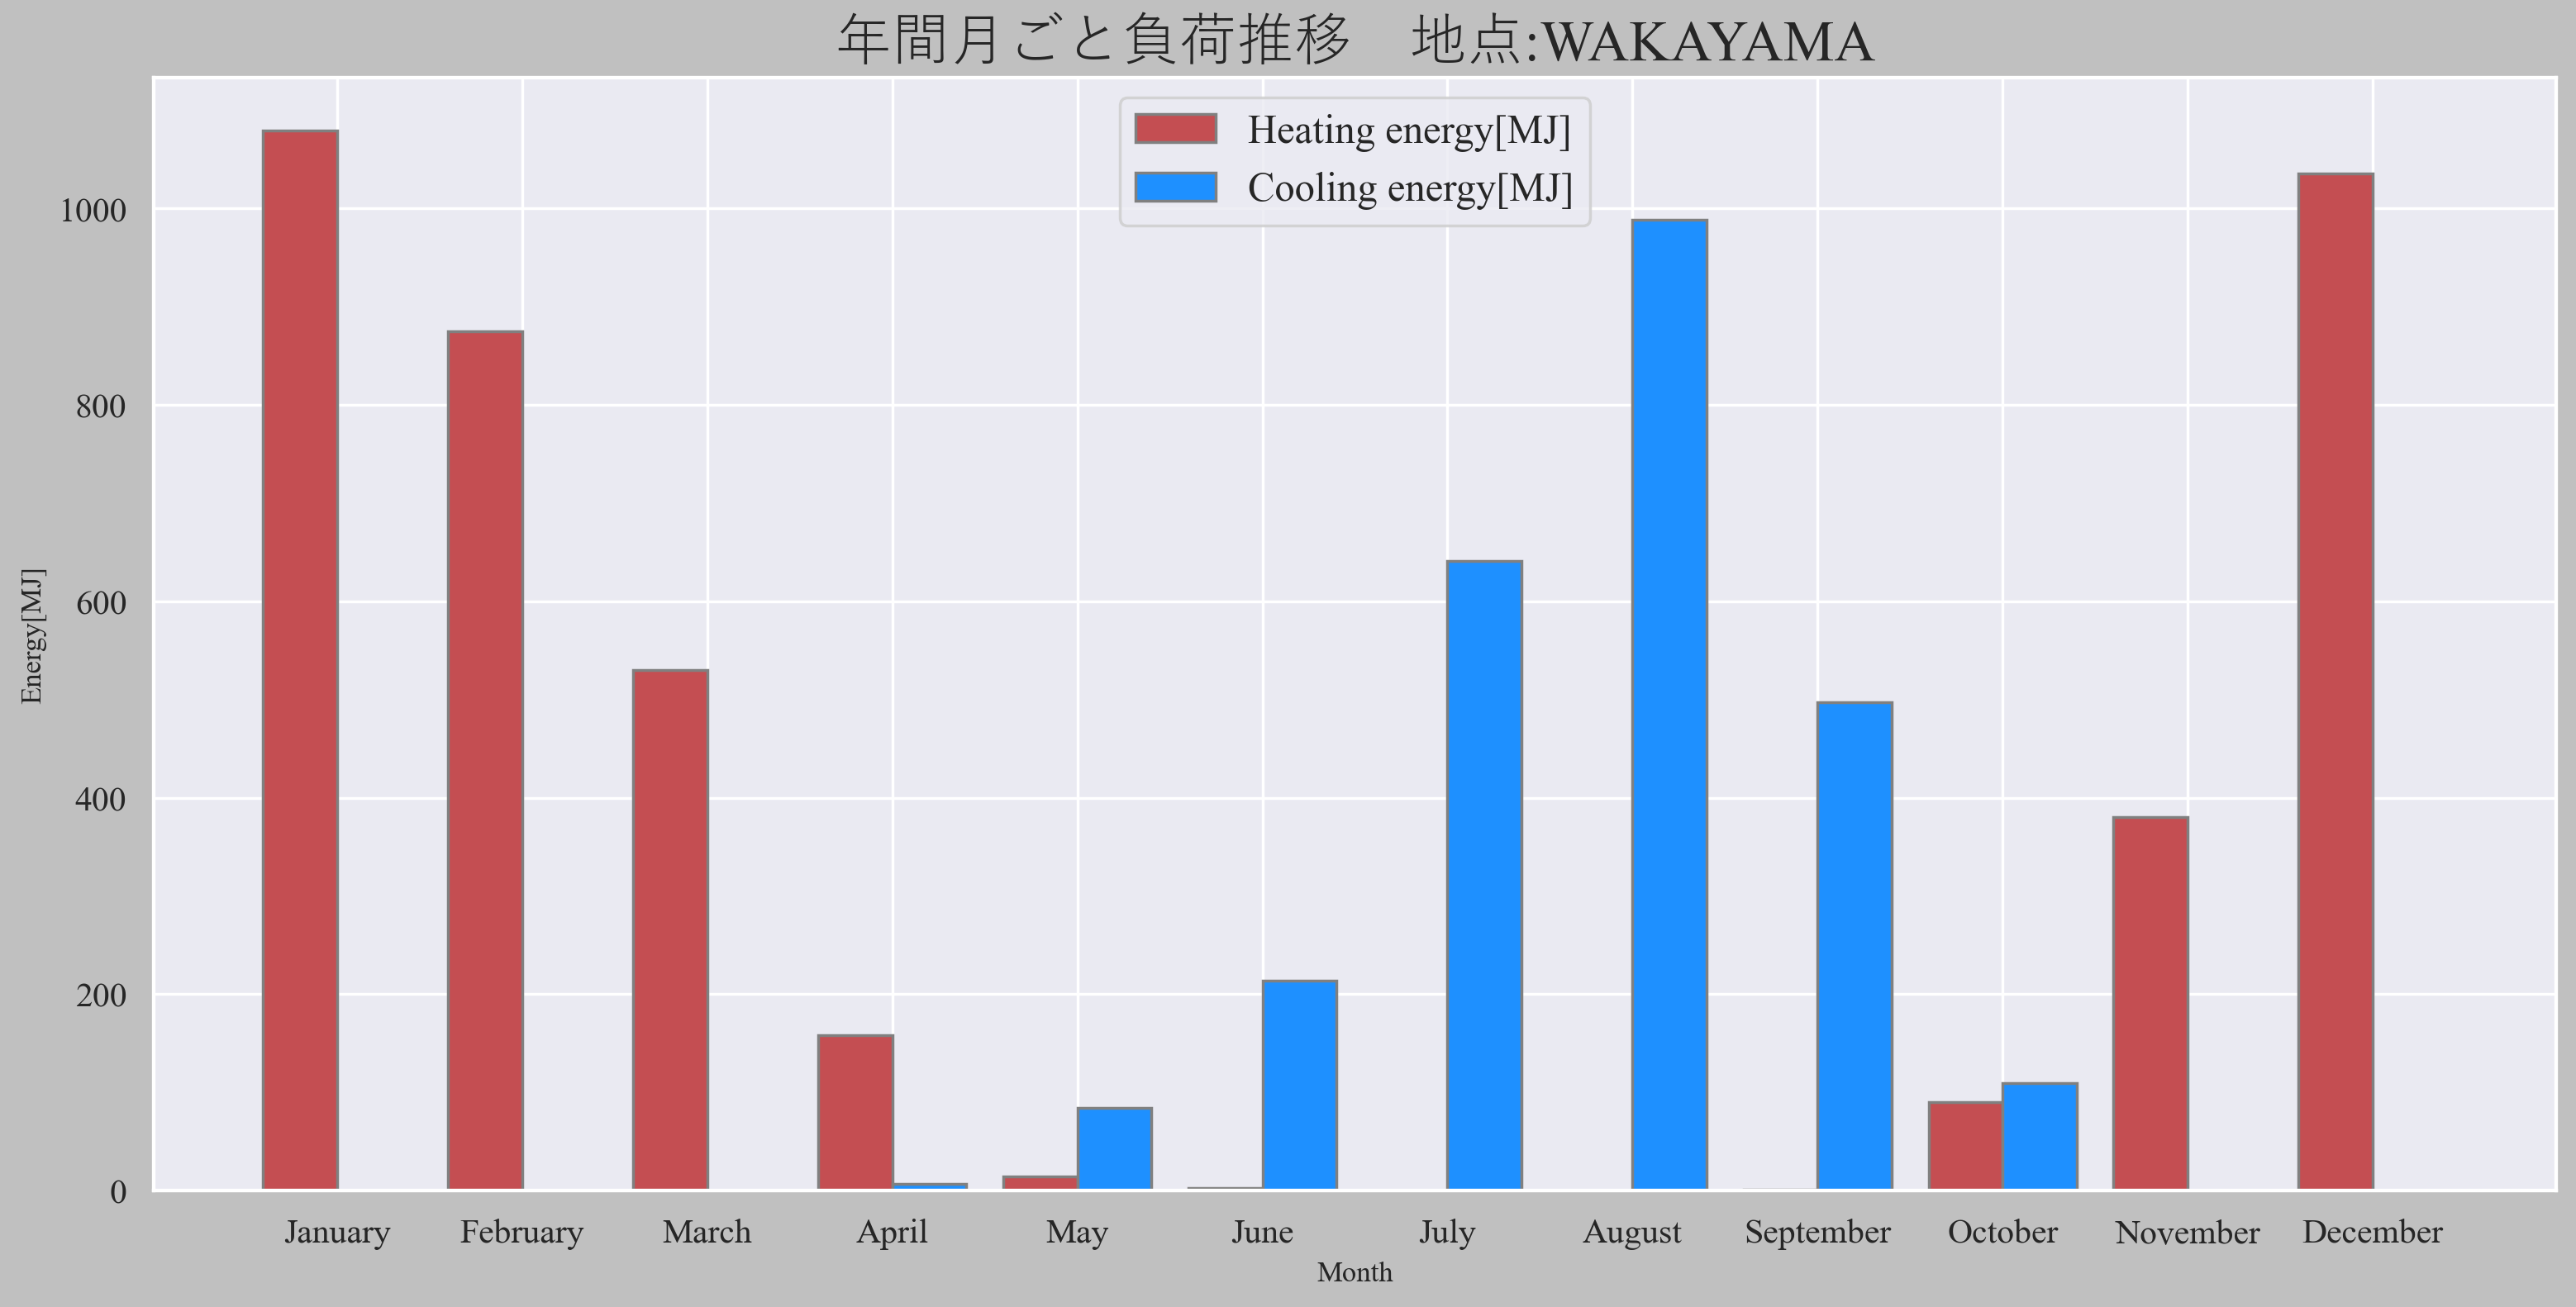 年間月ごと負荷推移　地点:WAKAYAMA
Heating energy[MJ]
Cooling energy[MJ]
Energy[MJ]
1000
800
600
400
200
0
January February March April May June July August September October November December
Month